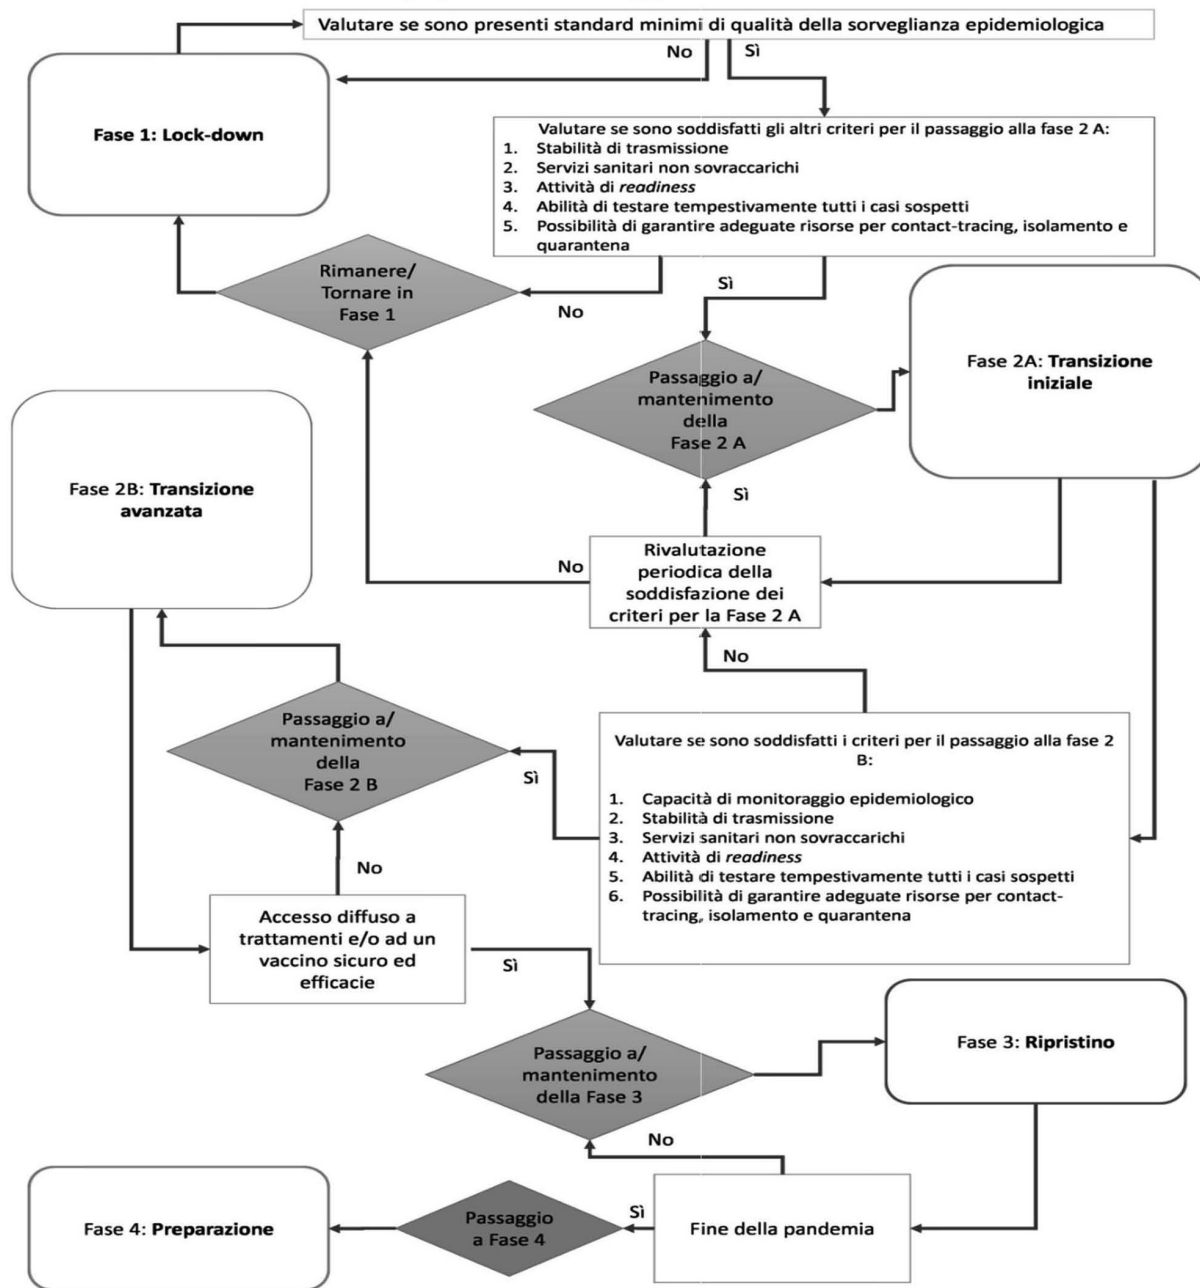 Valutare se sono presenti standard minimi di qualità della sorveglianza epidemiologica
No
Sì
Fase 1: Lock-down
Valutare se sono soddisfatti gli altri criteri per il passaggio alla fase 2 A:
1. Stabilità di trasmissione
2. Servizi sanitari non sovraccarichi
3. Attività di readiness
4. Abilità di testare tempestivamente tutti i casi sospetti
5. Possibilità di garantire adeguate risorse per contact-tracing, isolamento e
quarantena
Rimanere/
Tornare in
Fase 1
No
Sì
Passaggio a/
mantenimento
della
Fase 2 A
Fase 2A: Transizione
iniziale
Fase 2B: Transizione
avanzata
Sì
Rivalutazione
periodica della
soddisfazione dei
criteri per la Fase 2 A
No
No
Passaggio a/
mantenimento
della
Fase 2 B
Sì
Valutare se sono soddisfatti i criteri per il passaggio alla fase 2
B:
1. Capacità di monitoraggio epidemiologico
2. Stabilità di trasmissione
3. Servizi sanitari non sovraccarichi
4. Attività di readiness
5. Abilità di testare tempestivamente tutti i casi sospetti
6. Possibilità di garantire adeguate risorse per contact-
tracing, isolamento e quarantena
No
Accesso diffuso a
trattamenti e/o ad un
vaccino sicuro ed
efficacie
Sì
Passaggio a/
mantenimento
della Fase 3
Fase 3: Ripristino
No
Fine della pandemia
Sì
Passaggio
a Fase 4
Fase 4: Preparazione